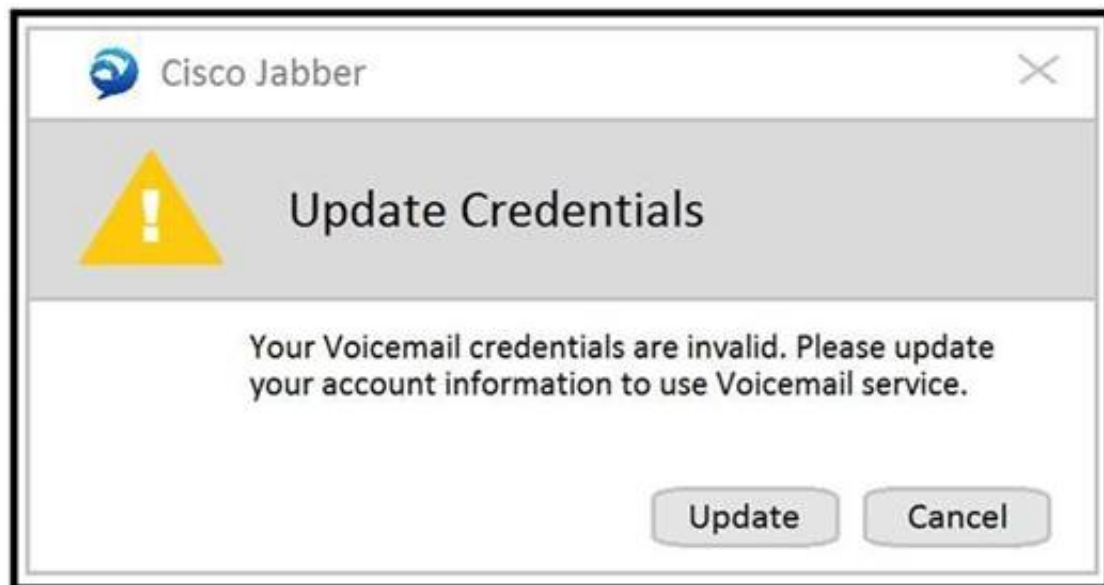 Cisco Jabber
Update Credentials
Your Voicemail credentials are invalid. Please update
your account information to use Voicemail service.
Update
Cancel